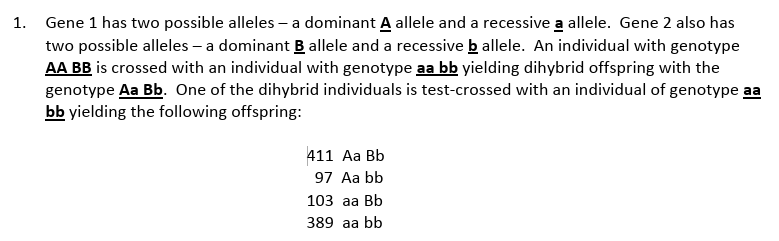 1. Gene 1 has two possible alleles – a dominant A allele and a recessive a allele. Gene 2 also has
two possible alleles – a dominant B allele and a recessive b allele. An individual with genotype
AA BB is crossed with an individual with genotype aa bb yielding dihybrid offspring with the
genotype Aa Bb. One of the dihybrid individuals is test-crossed with an individual of genotype aa
bb yielding the following offspring:
411 Aa Bb
97 Aa bb
103 aa Bb
389 aa bb